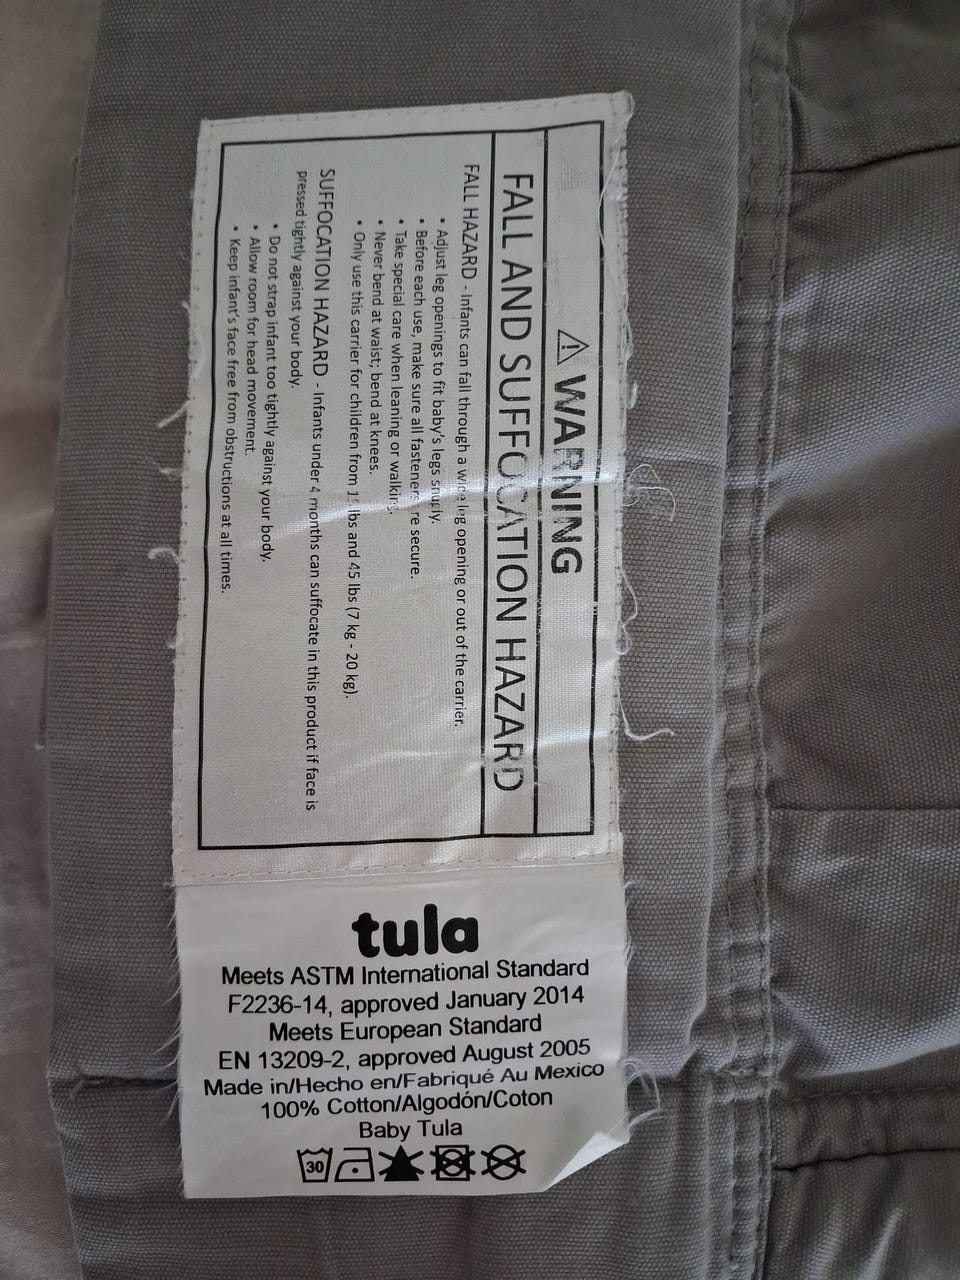 ⚠ WARNING
FALL AND SUFFOCATION HAZARD
FALL HAZARD - Infants can fall through a wide leg opening or out of the carrier.
• Adjust leg openings to fit baby's legs snugly.
• Before each use, make sure all fasteners are secure.
• Take special care when leaning or walking.
• Never bend at waist; bend at knees.
• Only use this carrier for children from 15 lbs and 45 lbs (7 kg - 20 kg).
SUFFOCATION HAZARD - Infants under 4 months can suffocate in this product if face is
pressed tightly against your body.
• Do not strap infant too tightly against your body.
• Allow room for head movement.
• Keep infant's face free from obstructions at all times.
tula
Meets ASTM International Standard
F2236-14, approved January 2014
Meets European Standard
EN 13209-2, approved August 2005
Made in/Hecho en/Fabriqué Au Mexico
100% Cotton/Algodón/Coton
Baby Tula
30